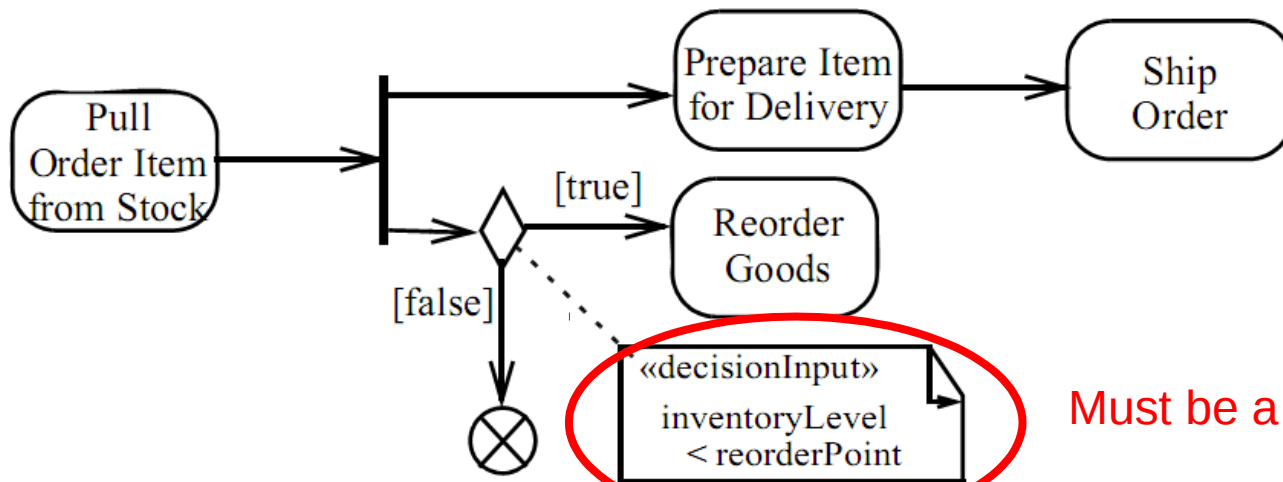 Prepare Item
for Delivery
Ship
Order
Pull
Order Item
from Stock
[true]
Reorder
Goods
[false]
«decisionInput»
inventoryLevel
< reorderPoint
Must be a